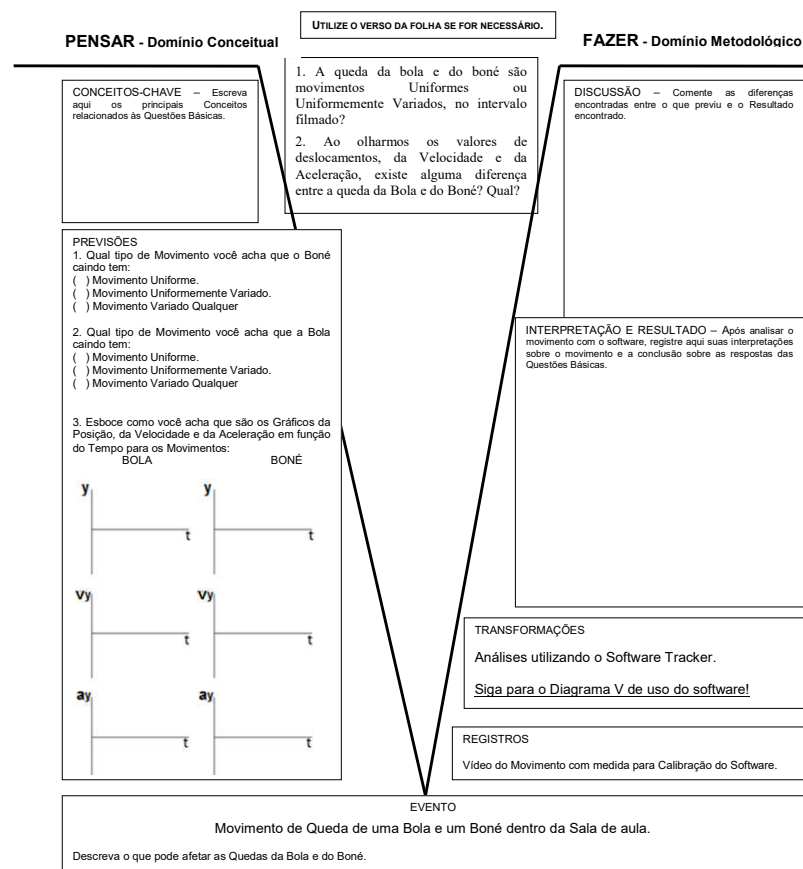 UTILIZE O VERSO DA FOLHA SE FOR NECESSÁRIO.
PENSAR - Domínio Conceitual
FAZER - Domínio Metodológico
1. A queda da bola e do boné são
movimentos Uniformes ou
Uniformemente Variados, no intervalo
filmado?
2. Ao olharmos os valores de
deslocamentos, da Velocidade e da
Aceleração, existe alguma diferença
entre a queda da Bola e do Boné? Qual?
CONCEITOS-CHAVE – Escreva
aqui os principais Conceitos
relacionados às Questões Básicas.
PREVISÕES
1. Qual tipo de Movimento você acha que o Boné
caindo tem:
( ) Movimento Uniforme.
( ) Movimento Uniformemente Variado.
( ) Movimento Variado Qualquer
2. Qual tipo de Movimento você acha que a Bola
caindo tem:
( ) Movimento Uniforme.
( ) Movimento Uniformemente Variado.
( ) Movimento Variado Qualquer
3. Esboce como você acha que são os Gráficos da
Posição, da Velocidade e da Aceleração em função
do Tempo para os Movimentos:
BOLA BONÉ
y y
t t
vy vy
t t
ay ay
t t
DISCUSSÃO – Comente as diferenças
encontradas entre o que previu e o Resultado
encontrado.
INTERPRETAÇÃO E RESULTADO – Após analisar o
movimento com o software, registre aqui suas interpretações
sobre o movimento e a conclusão sobre as respostas das
Questões Básicas.
TRANSFORMAÇÕES
Análises utilizando o Software Tracker.
Siga para o Diagrama V de uso do software!
REGISTROS
Vídeo do Movimento com medida para Calibração do Software.
EVENTO
Movimento de Queda de uma Bola e um Boné dentro da Sala de aula.
Descreva o que pode afetar as Quedas da Bola e do Boné.